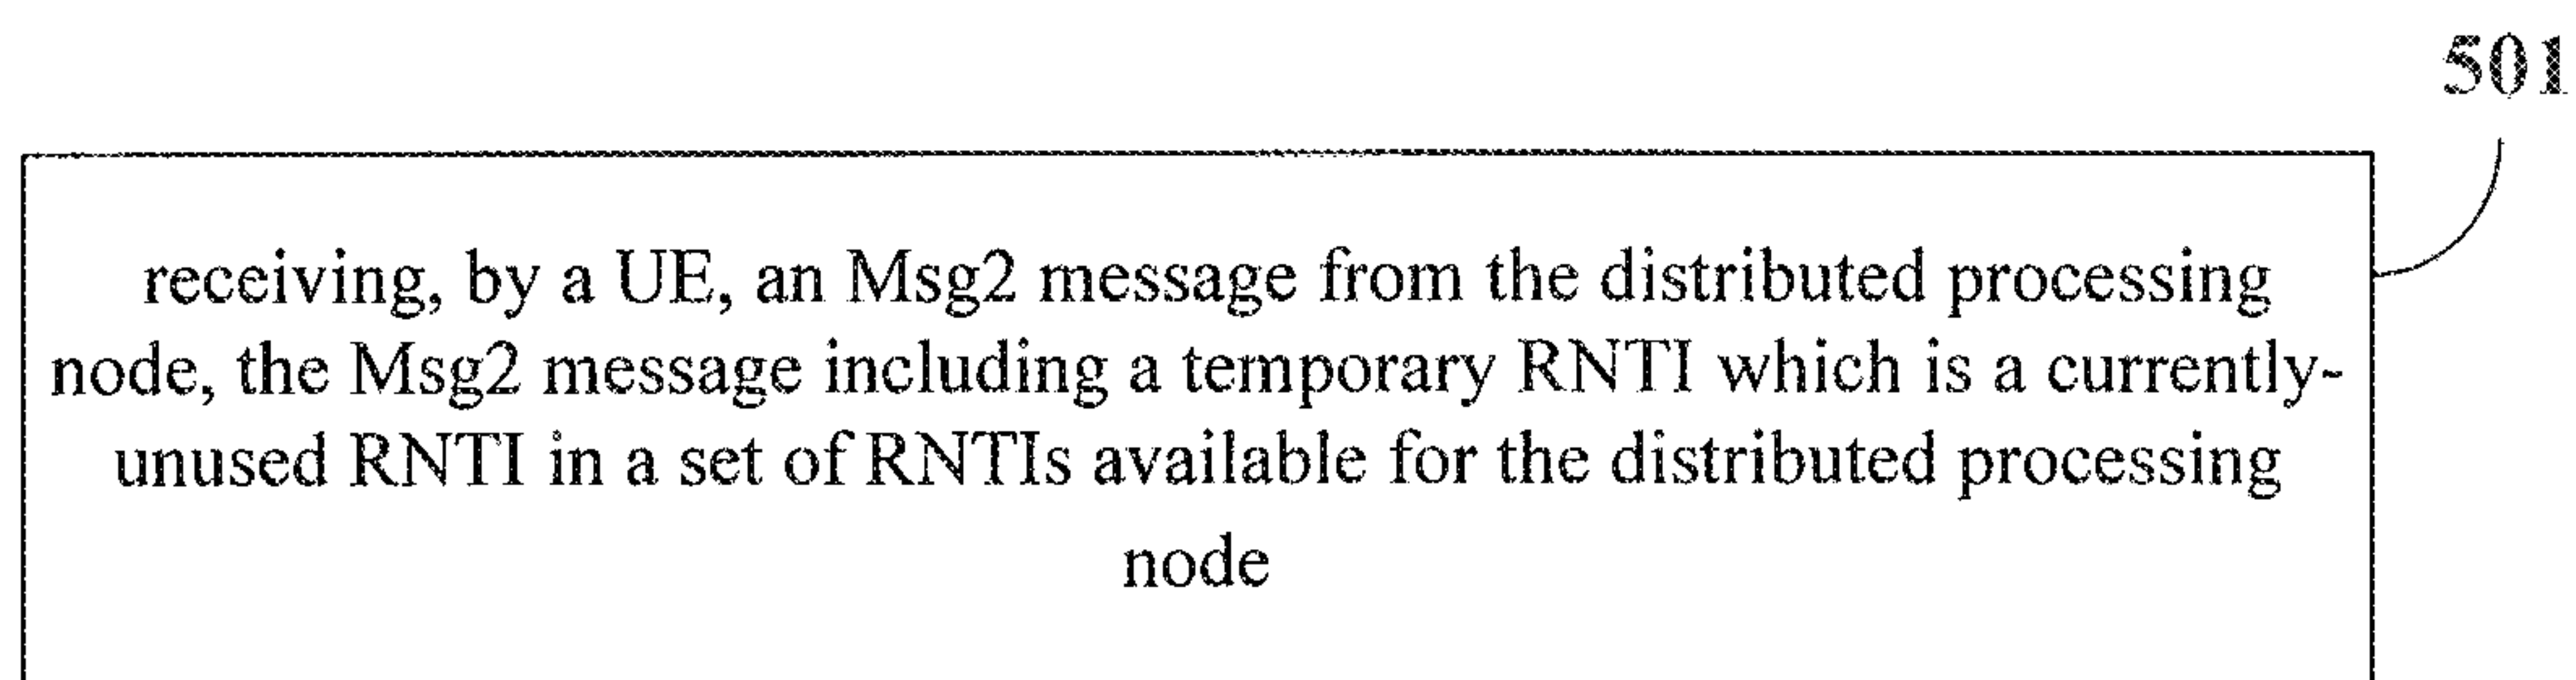 501
receiving, by a UE, an Msg2 message from the distributed processing
node, the Msg2 message including a temporary RNTI which is a currently-
unused RNTI in a set of RNTIs available for the distributed processing
node